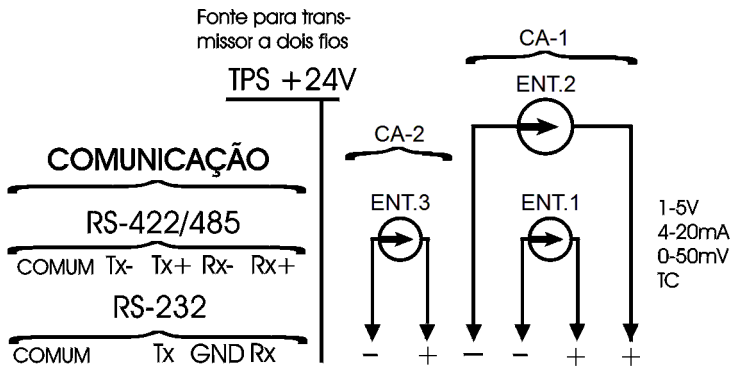 Fonte para trans-
missor a dois fios
TPS +24V
CA-1
ENT.2
CA-2
COMUNICAÇÃO
ENT.3
ENT.1
1-5V
4-20mA
0-50mV
TC
RS-422/485
COMUM Tx- Tx+ Rx- Rx+
RS-232
COMUM Tx GND Rx
− + − − + +